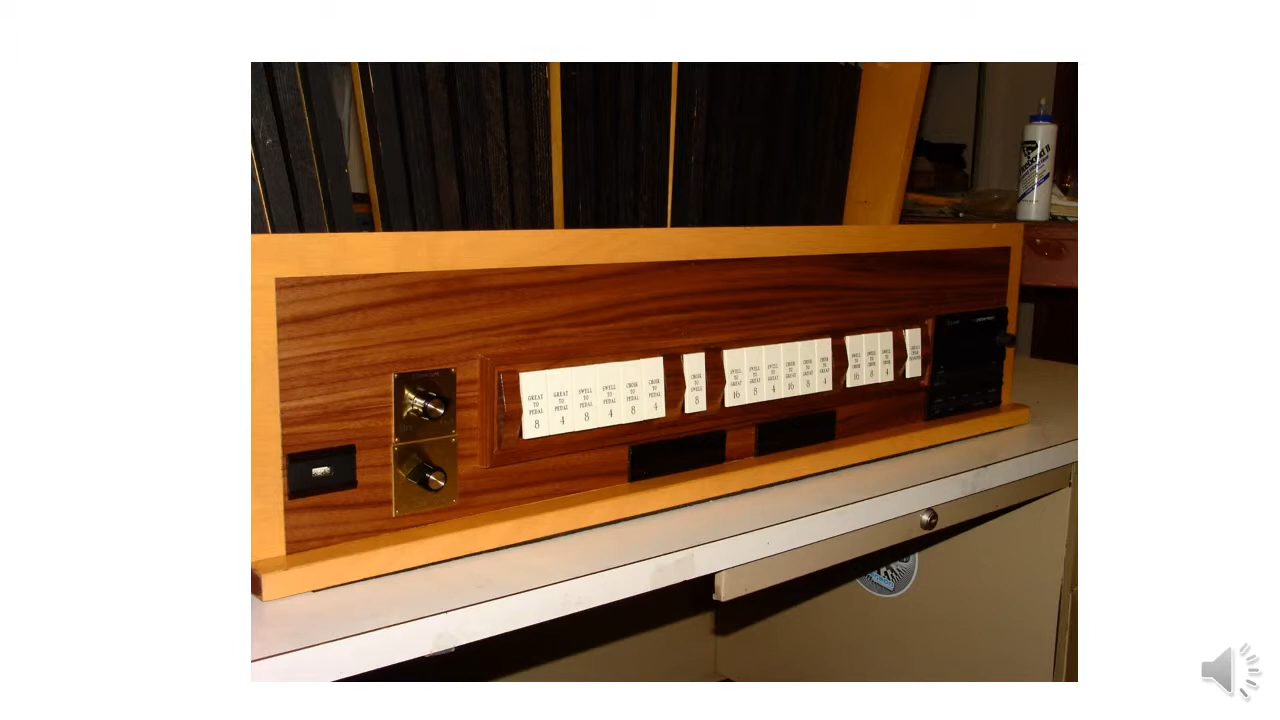 GREAT
TO
PEDAL
8
GREAT
TO
PEDAL
4
SWELL
TO
PEDAL
8
SWELL
TO
PEDAL
4
CHOIR
TO
PEDAL
8
CHOIR
TO
PEDAL
4
CHOIR
TO
SWELL
8
SWELL
TO
GREAT
16
SWELL
TO
GREAT
8
SWELL
TO
GREAT
4
CHOIR
TO
GREAT
16
CHOIR
TO
GREAT
8
CHOIR
TO
GREAT
4
SWELL
TO
CHOIR
16
SWELL
TO
CHOIR
8
SWELL
TO
CHOIR
4